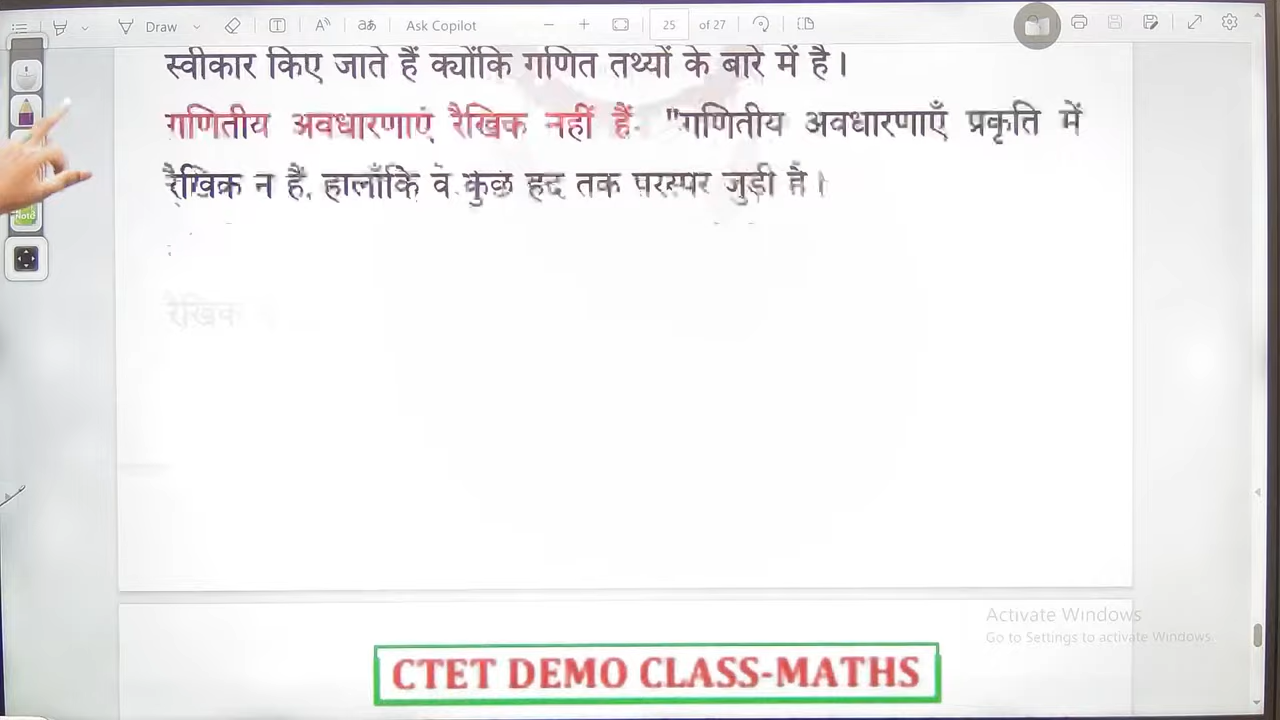 Draw
Ask Copilot
25 of 27
स्वीकार किए जाते हैं क्योंकि गणित तथ्यों के बारे में है।
गणितीय अवधारणाएं रैखिक नहीं हैं- "गणितीय अवधारणाएँ प्रकृति में
रैखिक न हैं, हालाँकि वे कुछ हद तक परस्पर जुड़ी है।
रैखिक
Note
Activate Windows
Go to Settings to activate Windows.
CTET DEMO CLASS-MATHS